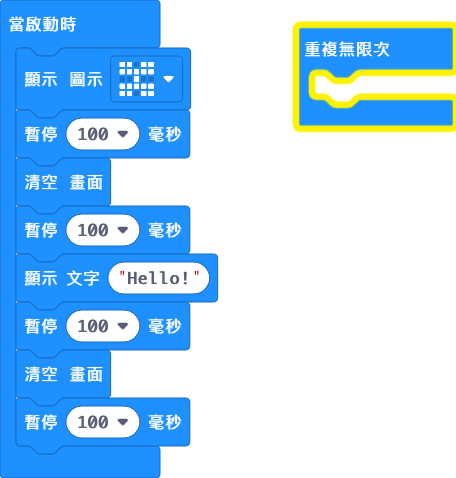 當啟動時
顯示 圖示
暫停 100 毫秒
清空 畫面
暫停 100 毫秒
顯示 文字 "Hello!"
暫停 100 毫秒
清空 畫面
暫停 100 毫秒
重複無限次